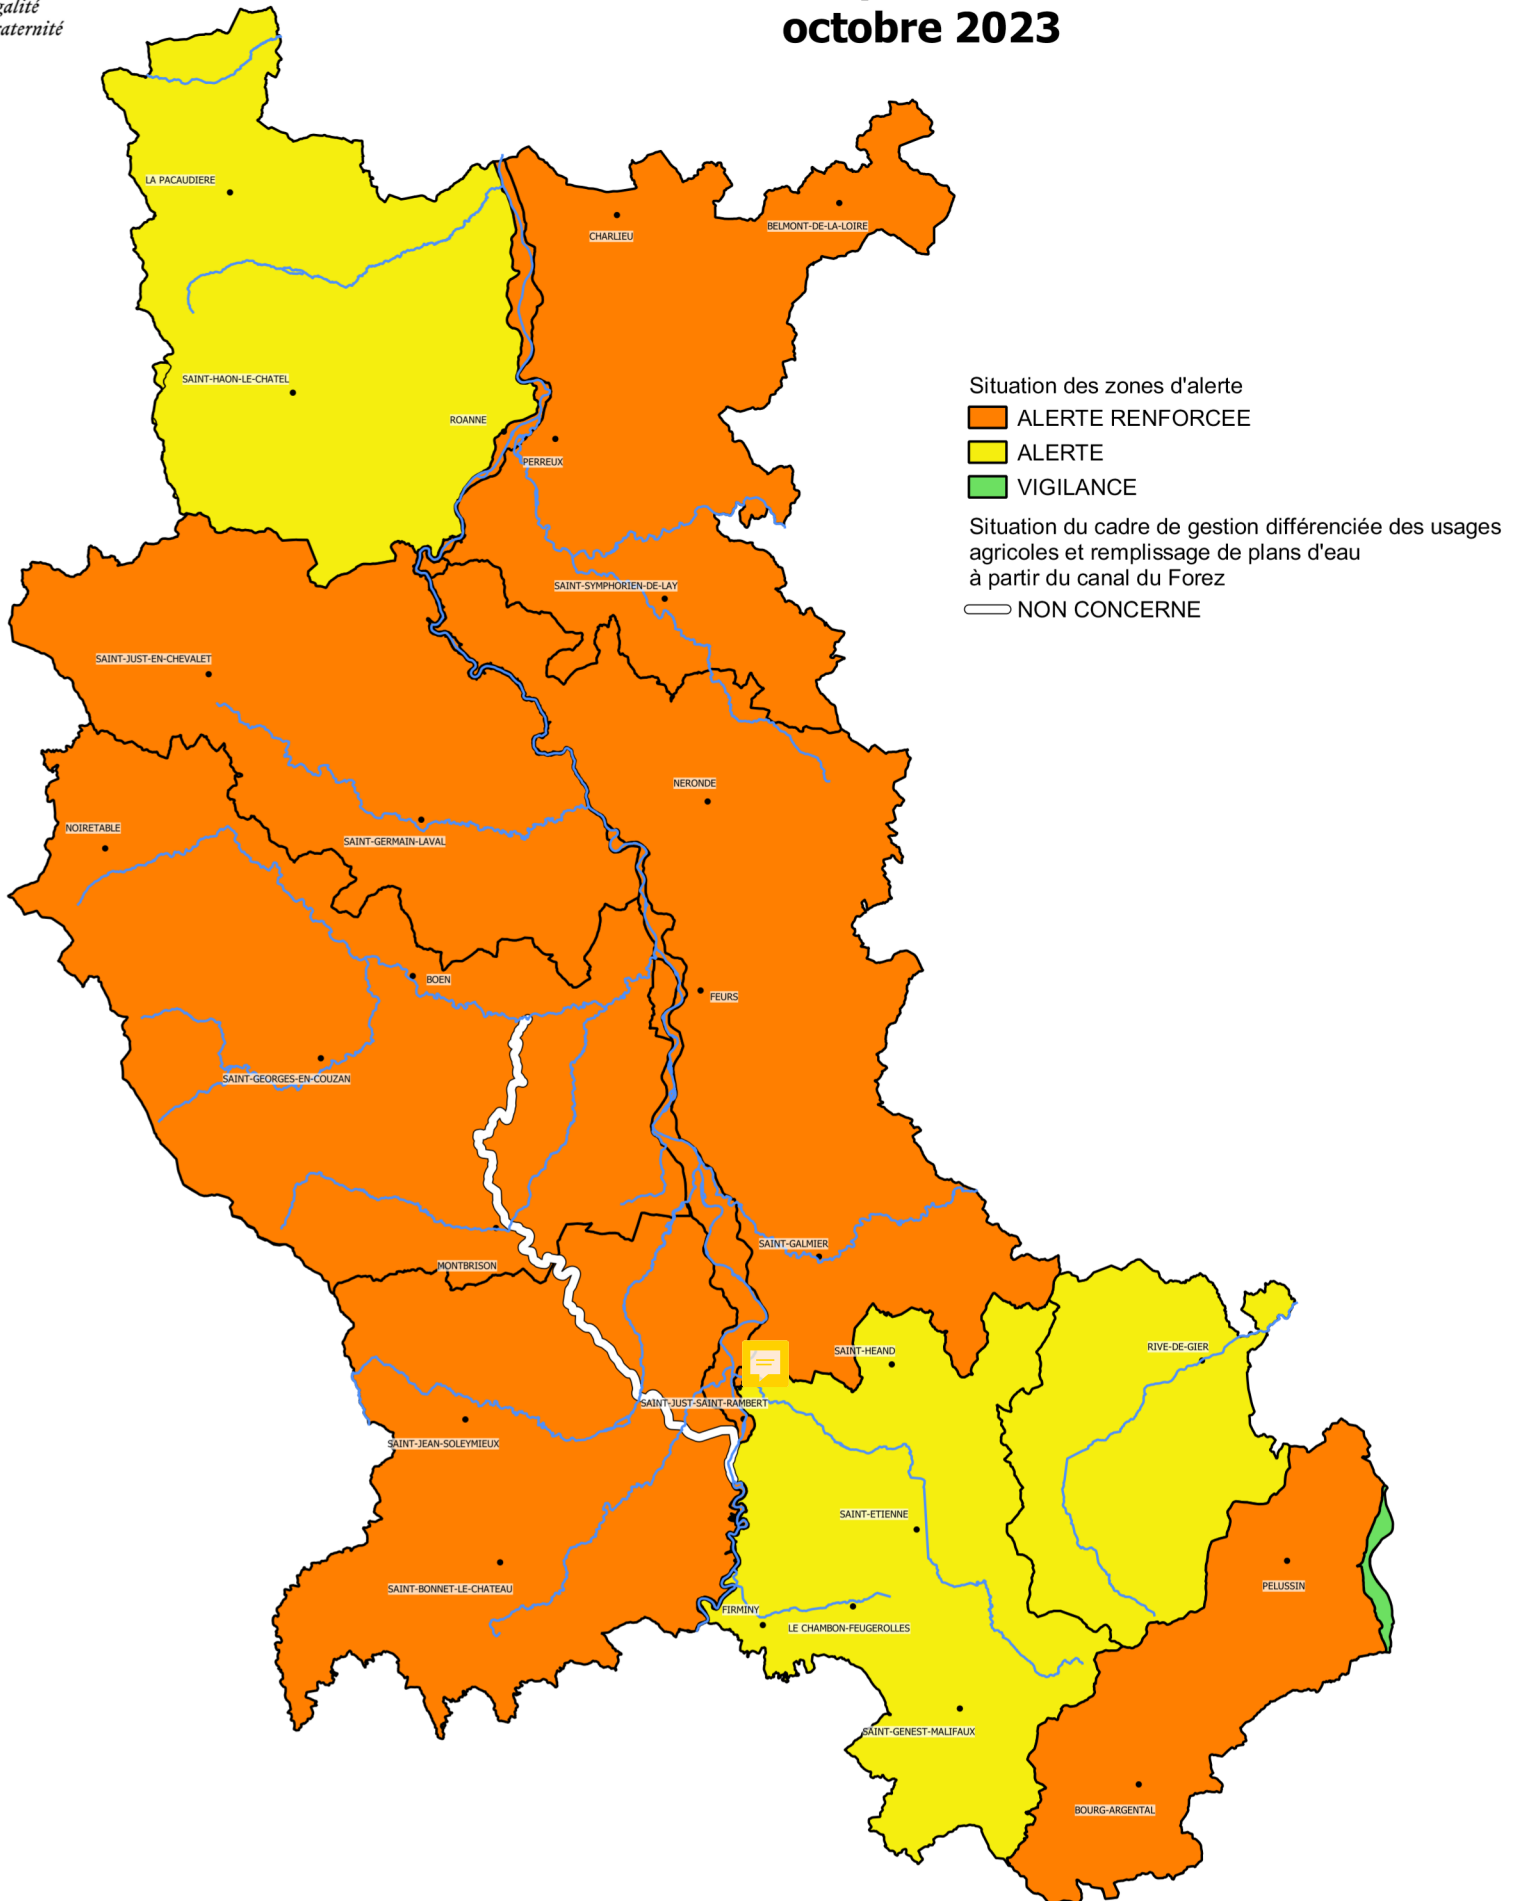 galité
octobre 2023
LA PACAUDIERE
CHARLIEU
BELMONT-DE-LA-LOIRE
SAINT-HAON-LE-CHATEL
Situation des zones d'alerte
ALERTE RENFORCEE
ROANNE
ALERTE
PERREUX
VIGILANCE
Situation du cadre de gestion différenciée des usages
agricoles et remplissage de plans d'eau
à partir du canal du Forez
SAINT-SYMPHORIEN-DE-LAY
NON CONCERNE
SAINT-JUST-EN-CHEVALET
NERONDE
NOIRETABLE
SAINT-GERMAIN-LAVAL
BOEN
FEURS
SAINT-GEORGES-EN-COUZAN
SAINT-GALMIER
MONTBRISON
RIVE-DE-GIER
SAINT-HEAND
SAINT-JUST-SAINT-RAMBERT
SAINT-JEAN-SOLEYMIEUX
SAINT-ETIENNE
PELUSSIN
SAINT-BONNET-LE-CHATEAU
FIRMINY
LE CHAMBON-FEUGEROLLES
SAINT-GENEST-MALIFAUX
BOURG-ARGENTAL